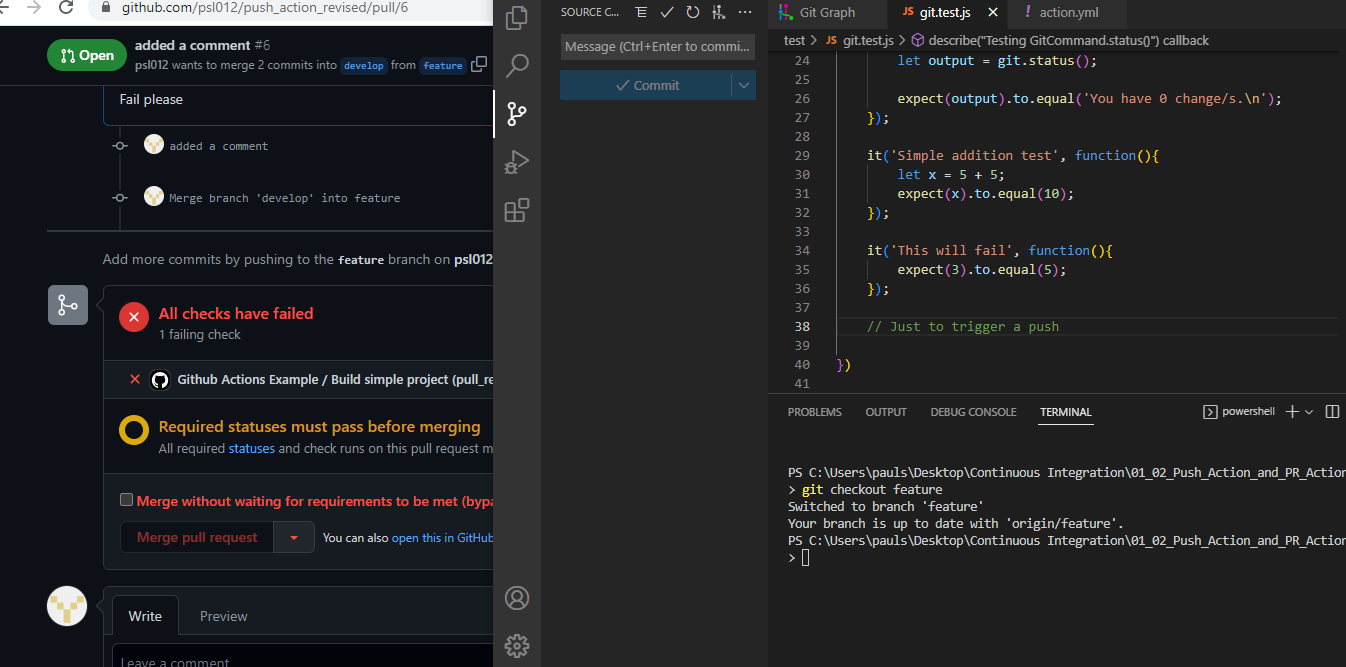 github.com/psl012/push_action_revised/pull/6
Open
added a comment #6
psl012 wants to merge 2 commits into develop from feature
Fail please
added a comment
Merge branch 'develop' into feature
Add more commits by pushing to the feature branch on psl012
All checks have failed
1 failing check
Github Actions Example / Build simple project (pull_re
Required statuses must pass before merging
All required statuses and check runs on this pull request m
Merge without waiting for requirements to be met (bypa
Merge pull request
You can also open this in GitHub
Write
Preview
Leave a comment
SOURCE C...
Message (Ctrl+Enter to commi...
Commit
Git Graph
JS git.test.js
! action.yml
test > JS git.test.js > describe("Testing GitCommand.status()") callback
24 let output = git.status();
25
26 expect(output).to.equal('You have 0 change/s.\n');
27 });
28
29 it('Simple addition test', function(){
30 let x = 5 + 5;
31 expect(x).to.equal(10);
32 });
33
34 it('This will fail', function(){
35 expect(3).to.equal(5);
36 });
37
38 // Just to trigger a push
39
40 })
41
PROBLEMS OUTPUT DEBUG CONSOLE TERMINAL
powershell
PS C:\Users\pauls\Desktop\Continuous Integration\01_02_Push_Action_and_PR_Action
> git checkout feature
Switched to branch 'feature'
Your branch is up to date with 'origin/feature'.
PS C:\Users\pauls\Desktop\Continuous Integration\01_02_Push_Action_and_PR_Action
>